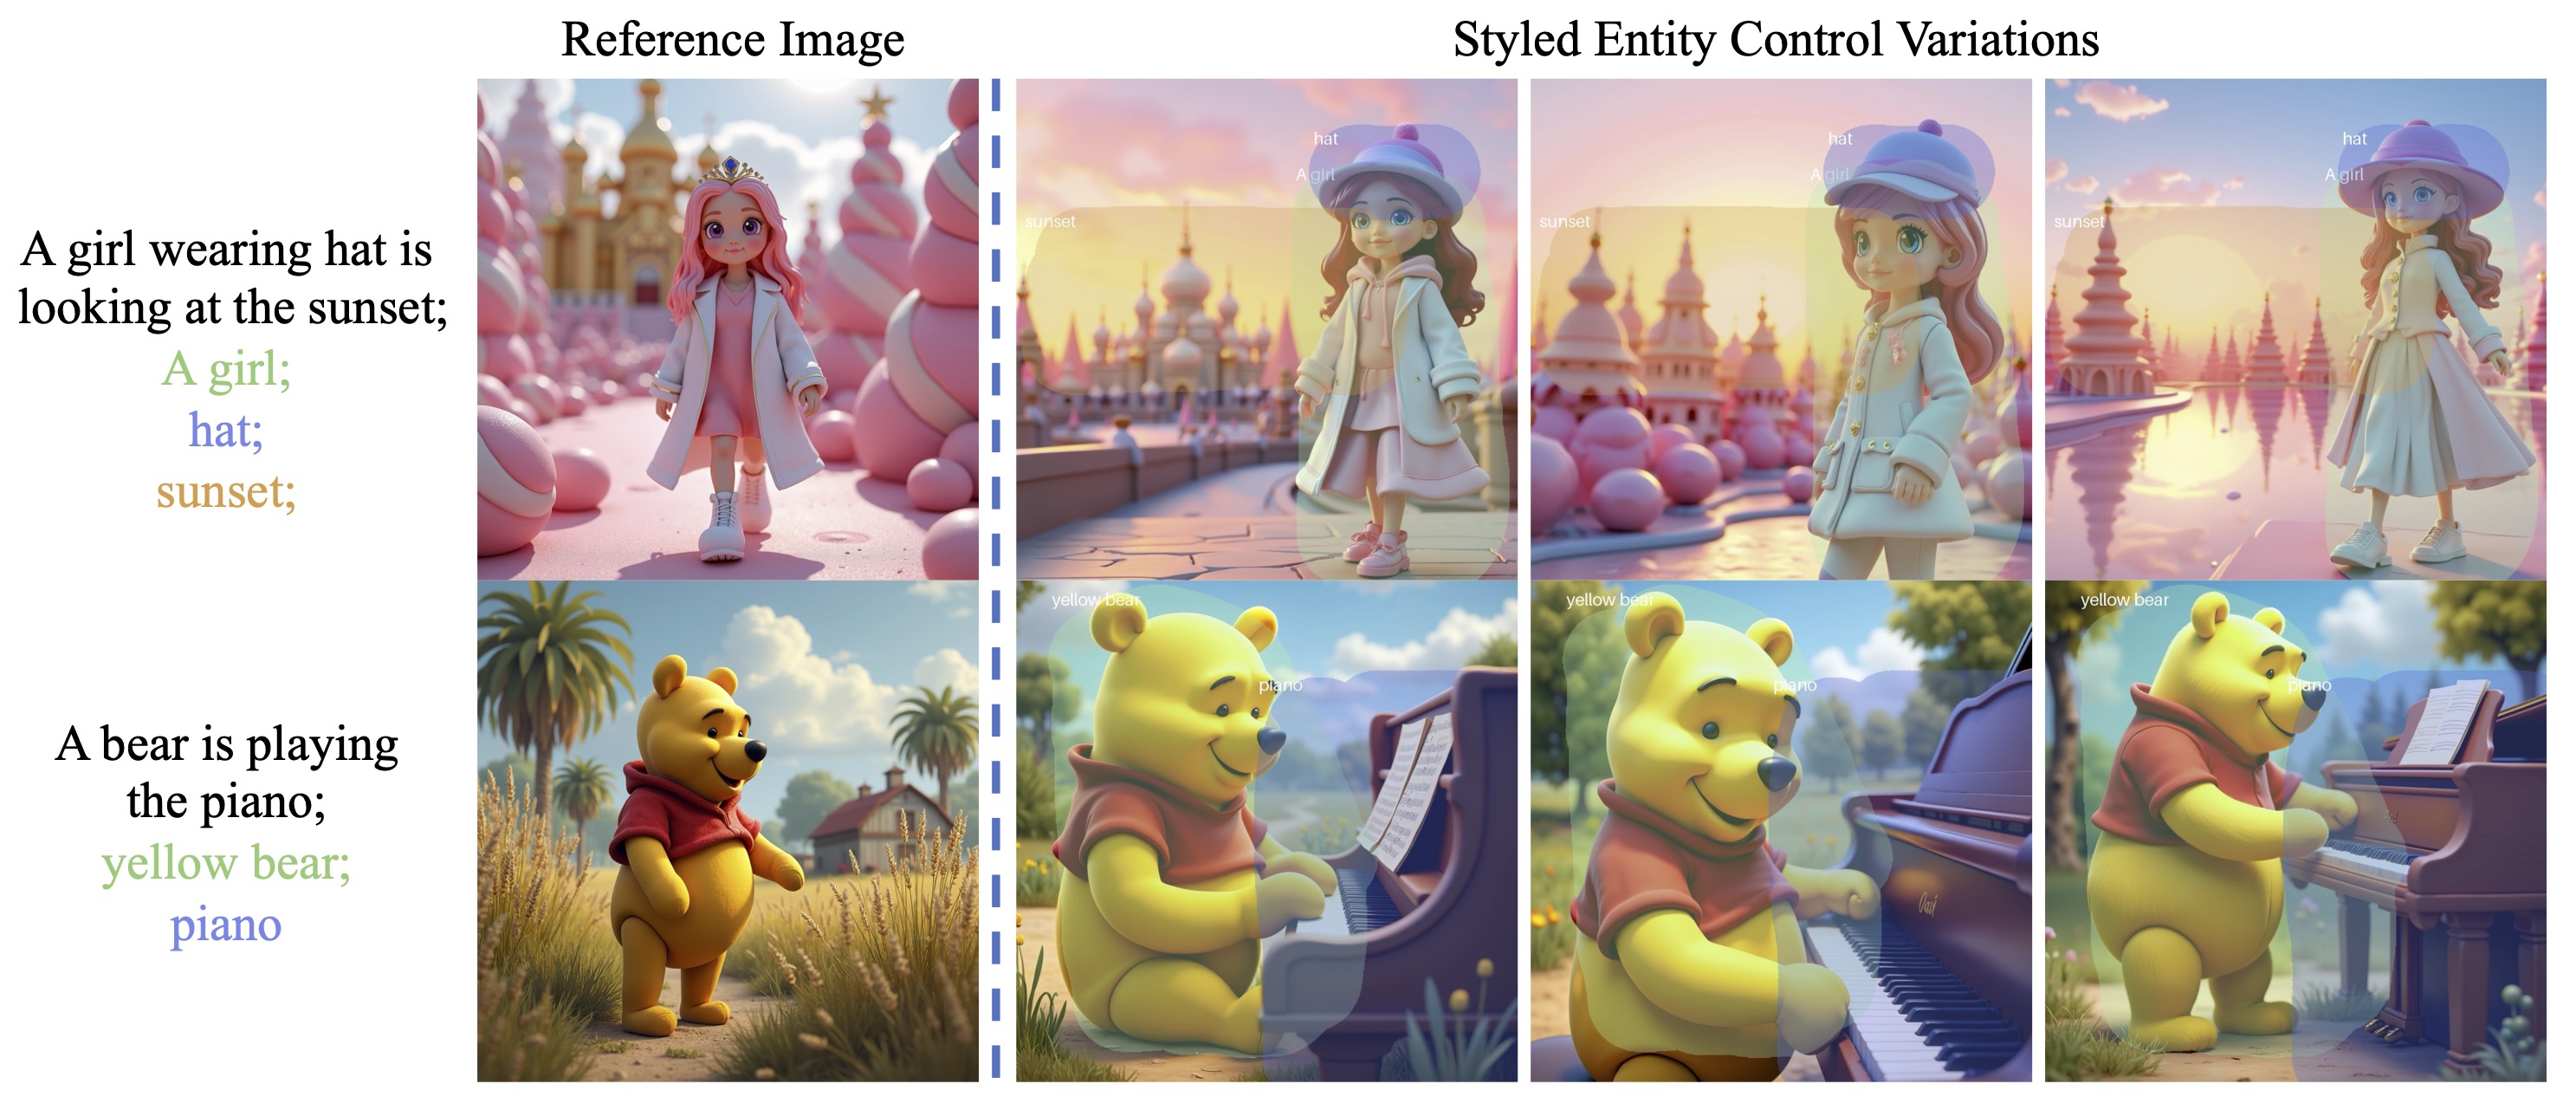 Reference Image
Styled Entity Control Variations
A girl wearing hat is
looking at the sunset;
A girl;
hat;
sunset;
hat
A girl
sunset
hat
A girl
sunset
hat
A girl
sunset
A bear is playing
the piano;
yellow bear;
piano
yellow bear
piano
yellow bear
piano
yellow bear
piano